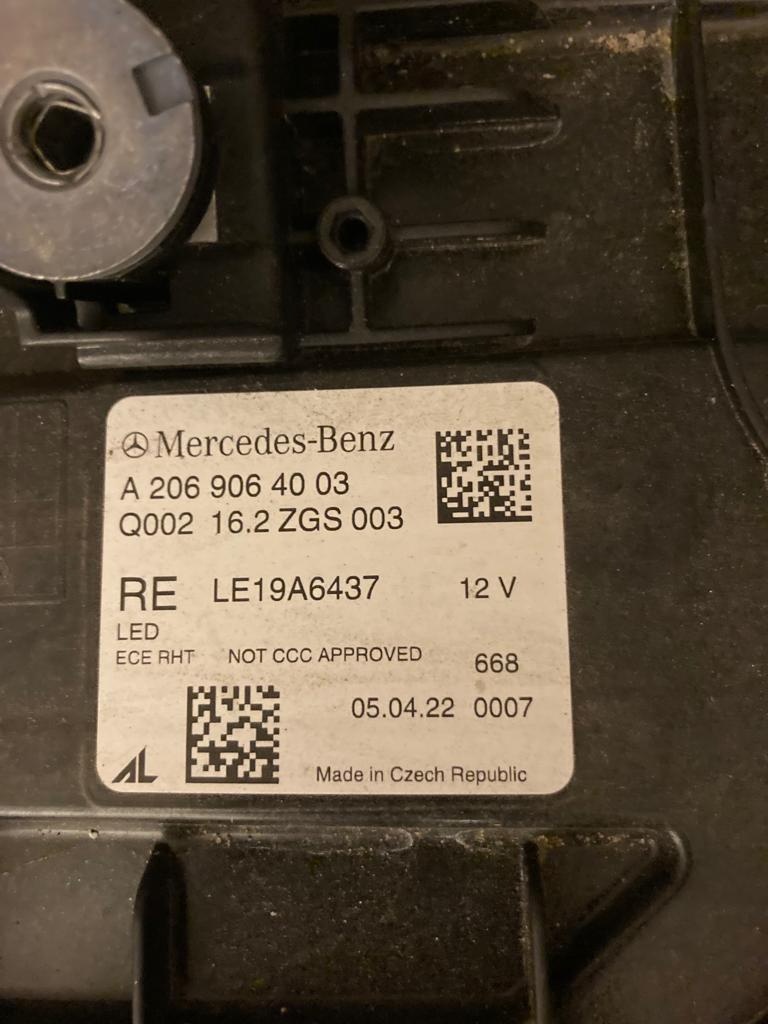 Mercedes-Benz
A 206 906 40 03
Q002 16.2 ZGS 003
RE LE19A6437 12 V
LED
ECE RHT NOT CCC APPROVED 668
05.04.22 0007
AL Made in Czech Republic